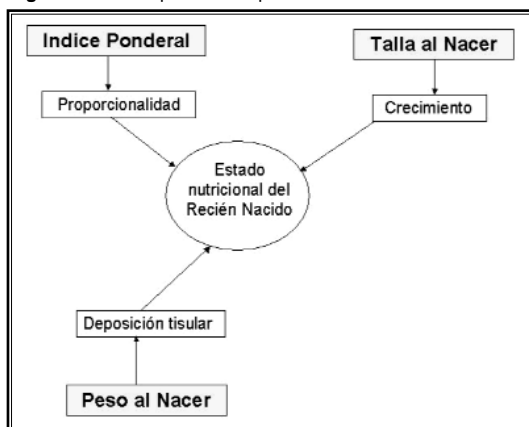 Indice Ponderal
Talla al Nacer
Proporcionalidad
Crecimiento
Estado
nutricional del
Recién Nacido
Deposición tisular
Peso al Nacer